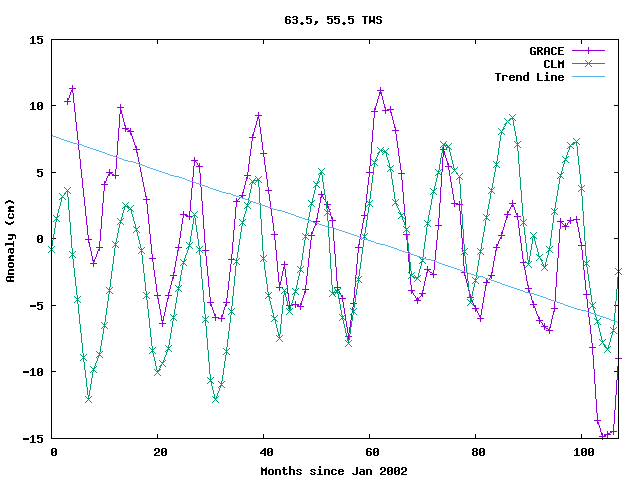 63.5, 55.5 TWS
GRACE
CLM
Trend Line
15
10
5
0
-5
-10
-15
Anomaly (cm)
0 20 40 60 80 100
Months since Jan 2002